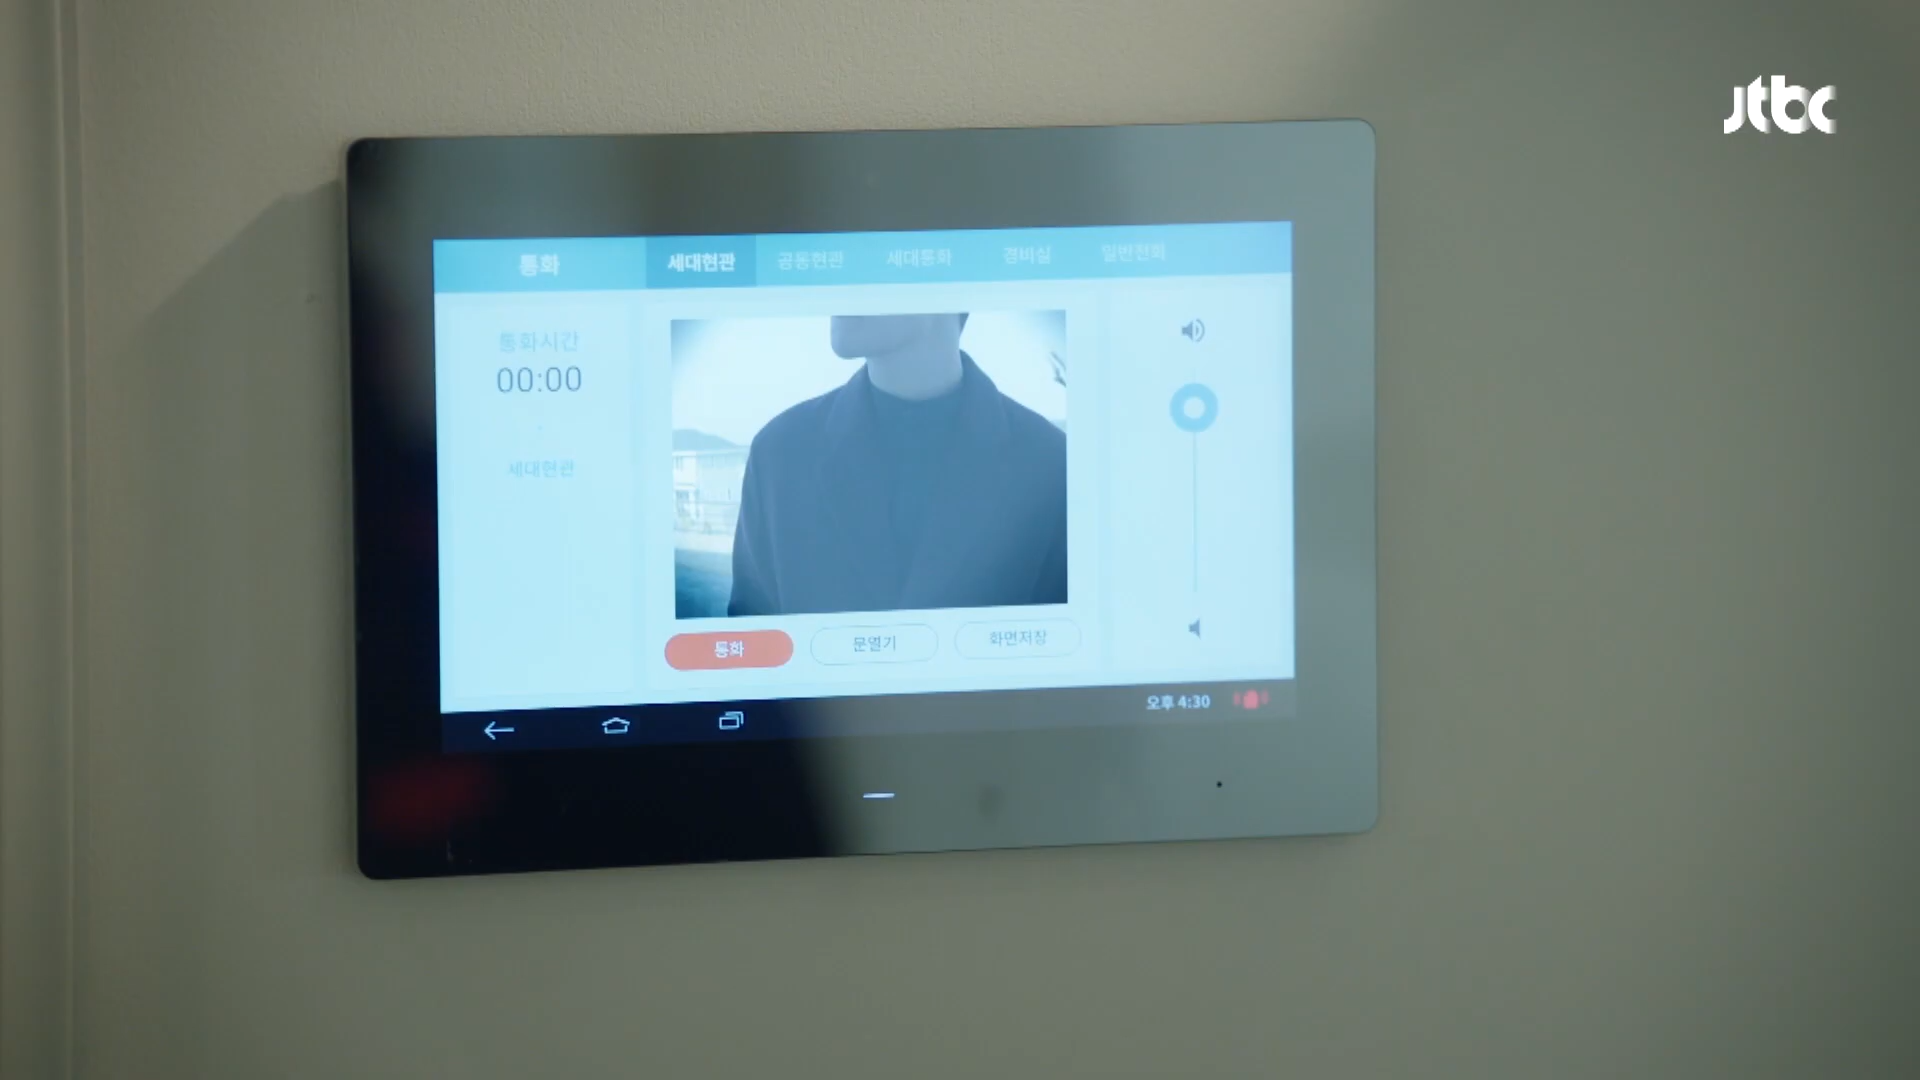 jtbc
통화 세대현관 공동현관 세대통화 경비실 일반전화
통화시간
00:00
세대현관
통화 문열기 화면저장
오후 4:30